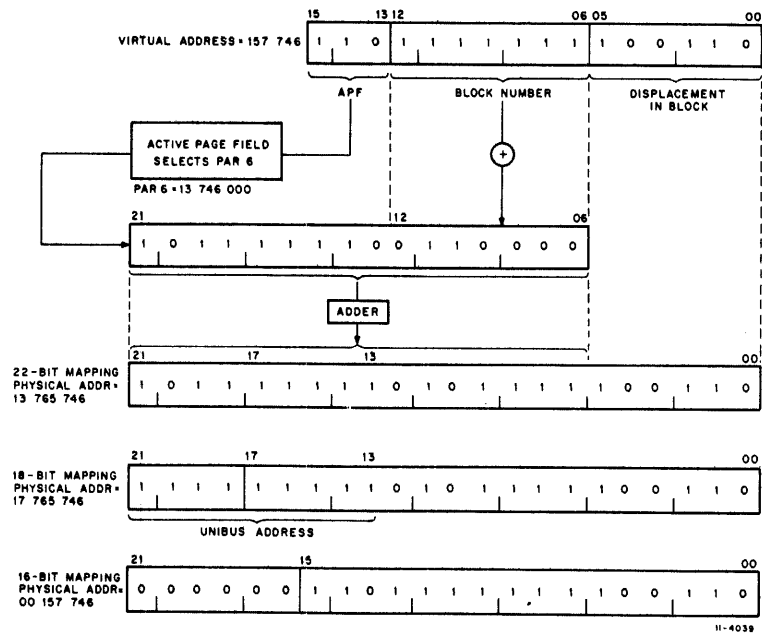 15 13 12 06 05 00
VIRTUAL ADDRESS = 157 746
1 1 0 1 1 1 1 1 1 1 1 0 0 1 1 0
APF BLOCK NUMBER DISPLACEMENT
IN BLOCK
ACTIVE PAGE FIELD
SELECTS PAR 6
+
PAR 6 = 13 746 000
21 12 06
1 0 1 1 1 1 1 1 0 0 1 1 0 0 0 0
ADDER
21 17 13 00
22-BIT MAPPING
PHYSICAL ADDR=
13 765 746
1 0 1 1 1 1 1 1 1 0 1 0 1 1 1 1 1 0 0 1 1 0
21 17 13 00
18-BIT MAPPING
PHYSICAL ADDR=
17 765 746
1 1 1 1 1 1 1 1 1 0 1 0 1 1 1 1 1 0 0 1 1 0
UNIBUS ADDRESS
21 15 00
16-BIT MAPPING
PHYSICAL ADDR=
00 157 746
0 0 0 0 0 0 1 1 0 1 1 1 1 1 1 1 1 0 0 1 1 0
11-4039